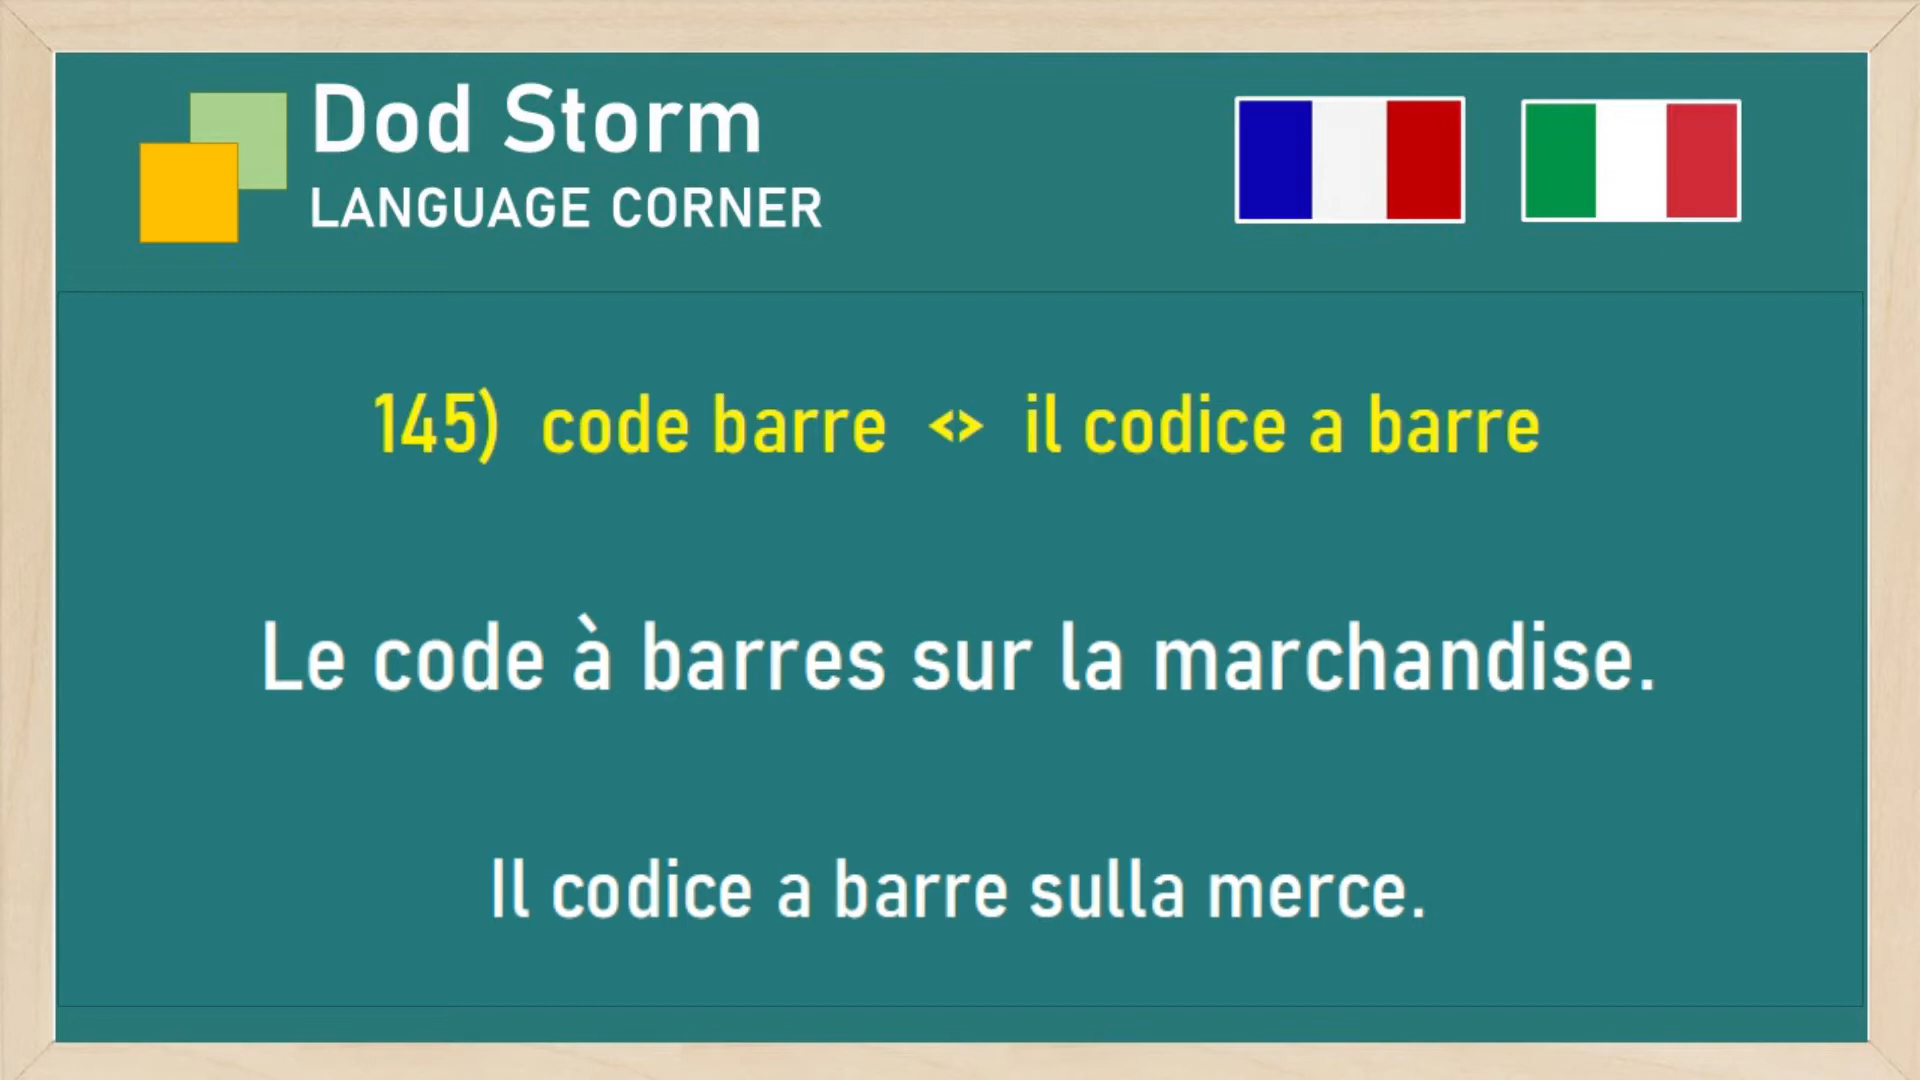 Dod Storm
LANGUAGE CORNER
145) code barre <> il codice a barre
Le code à barres sur la marchandise.
Il codice a barre sulla merce.